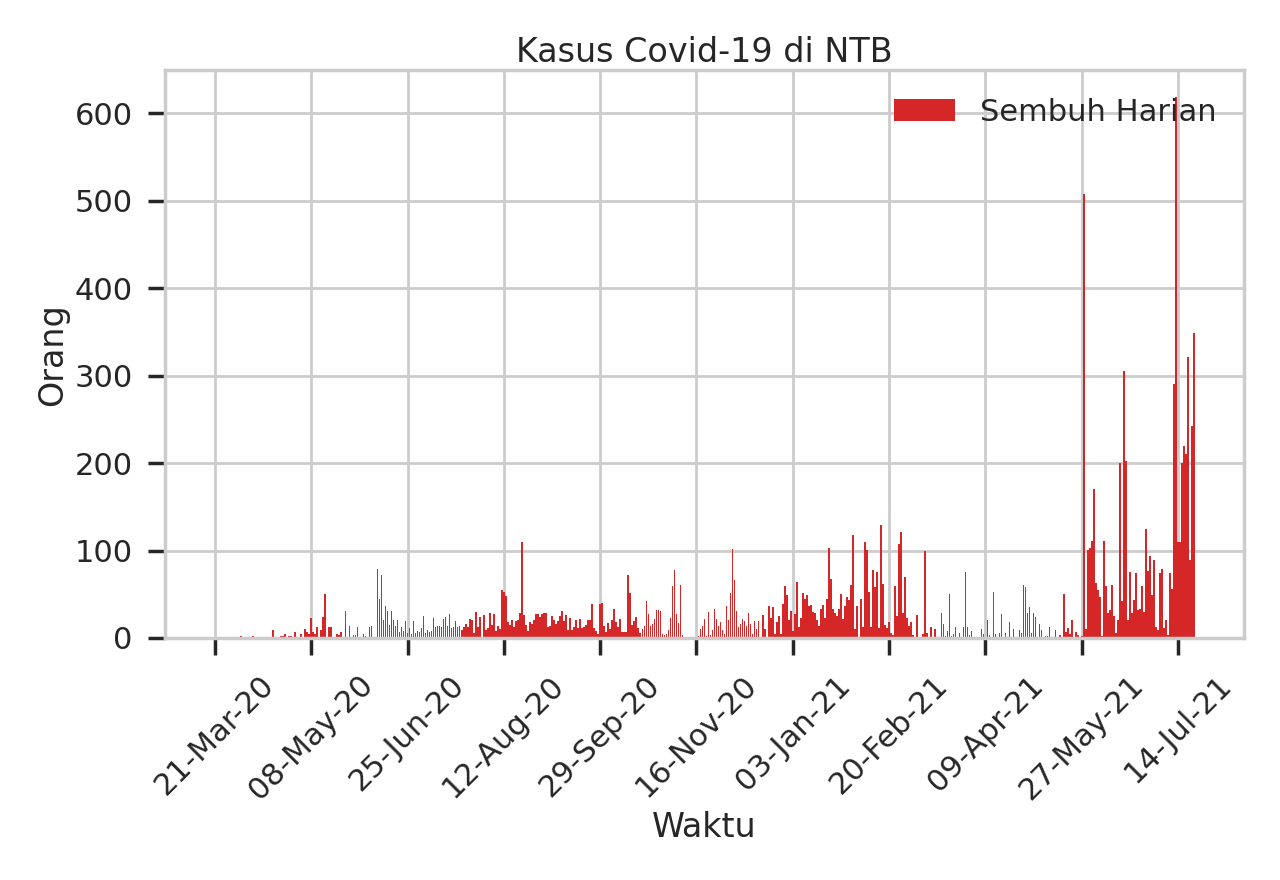 Kasus Covid-19 di NTB
Sembuh Harian
600
500
400
300
200
100
0
Orang
21-Mar-20
08-May-20
25-Jun-20
12-Aug-20
29-Sep-20
16-Nov-20
03-Jan-21
20-Feb-21
09-Apr-21
27-May-21
14-Jul-21
Waktu